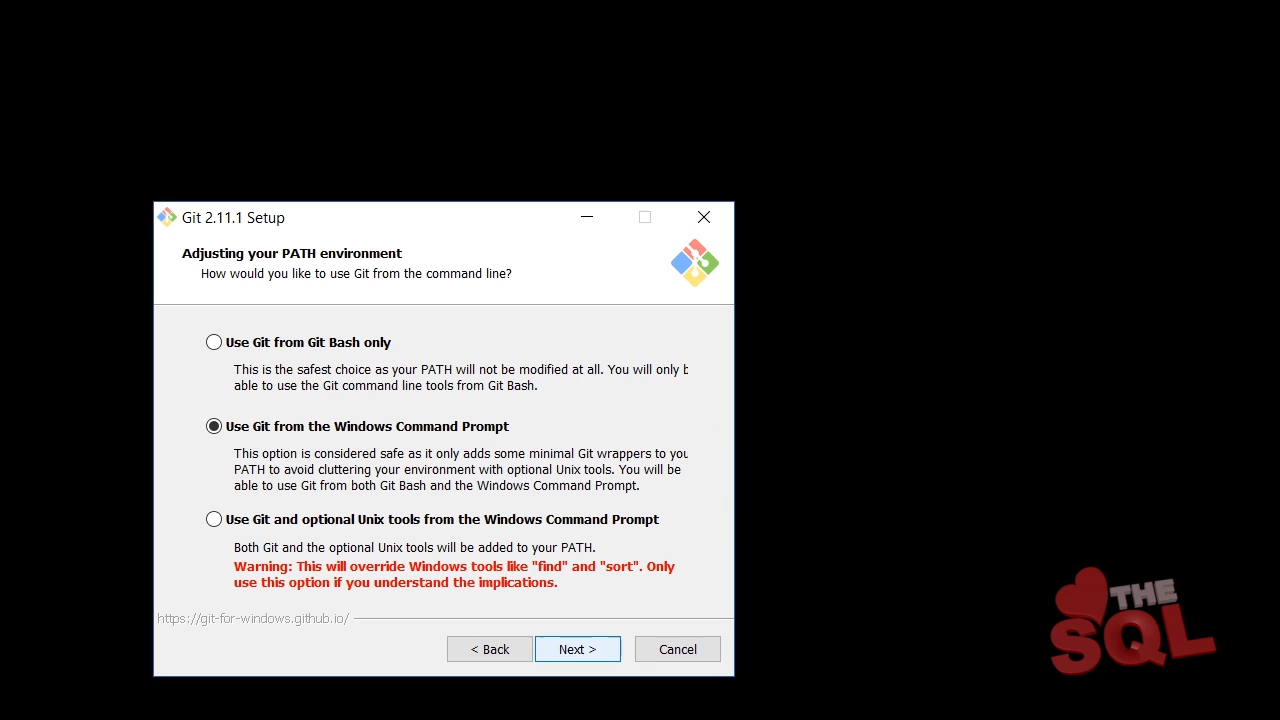 Git 2.11.1 Setup
Adjusting your PATH environment
How would you like to use Git from the command line?
Use Git from Git Bash only
This is the safest choice as your PATH will not be modified at all. You will only b
able to use the Git command line tools from Git Bash.
Use Git from the Windows Command Prompt
This option is considered safe as it only adds some minimal Git wrappers to you
PATH to avoid cluttering your environment with optional Unix tools. You will be
able to use Git from both Git Bash and the Windows Command Prompt.
Use Git and optional Unix tools from the Windows Command Prompt
Both Git and the optional Unix tools will be added to your PATH.
Warning: This will override Windows tools like "find" and "sort". Only
use this option if you understand the implications.
https://git-for-windows.github.io/
< Back
Next >
Cancel
THE
SQL